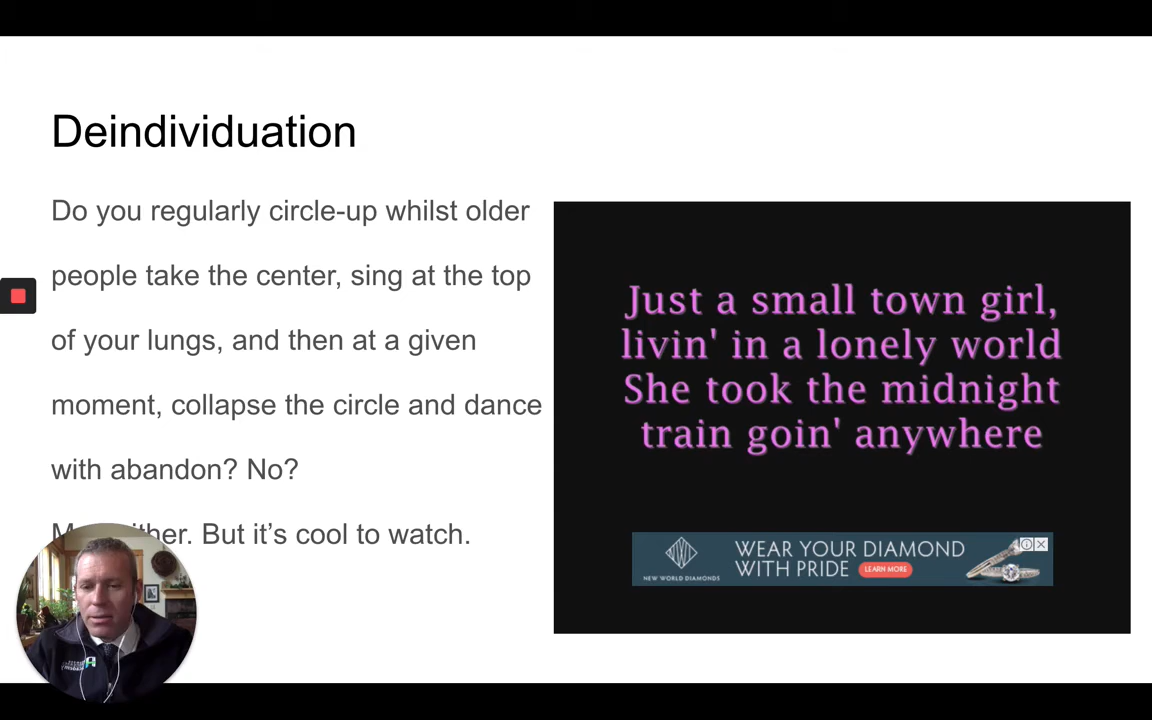 Deindividuation
Do you regularly circle-up whilst older
people take the center, sing at the top
of your lungs, and then at a given
moment, collapse the circle and dance
with abandon? No?
But it's cool to watch.
Just a small town girl,
livin' in a lonely world
She took the midnight
train goin' anywhere
WEAR YOUR DIAMOND
WITH PRIDE
LEARN MORE
NEW WORLD DIAMONDS